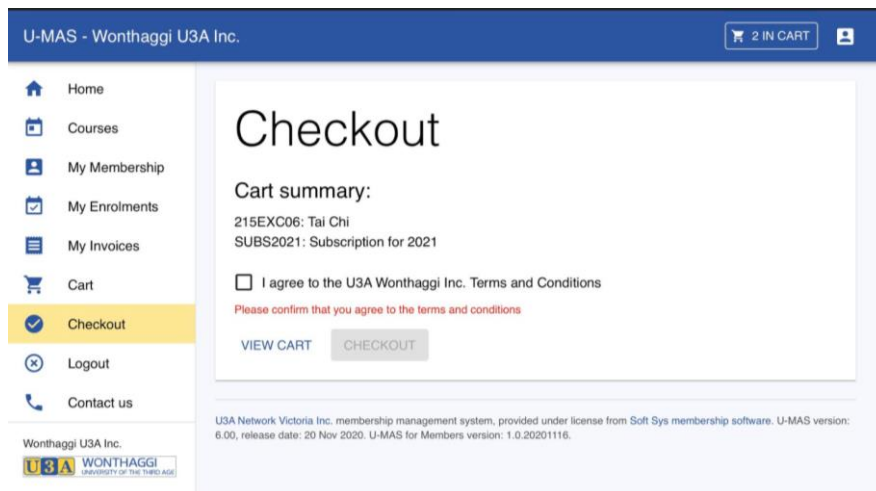 U-MAS - Wonthaggi U3A Inc.
2 IN CART
Home
Courses
My Membership
My Enrolments
My Invoices
Cart
Checkout
Logout
Contact us
Wonthaggi U3A Inc.
U3A WONTHAGGI
UNIVERSITY OF THE THIRD AGE
Checkout
Cart summary:
215EXC06: Tai Chi
SUBS2021: Subscription for 2021
I agree to the U3A Wonthaggi Inc. Terms and Conditions
Please confirm that you agree to the terms and conditions
VIEW CART
CHECKOUT
U3A Network Victoria Inc. membership management system, provided under license from Soft Sys membership software. U-MAS version:
6.00, release date: 20 Nov 2020. U-MAS for Members version: 1.0.20201116.